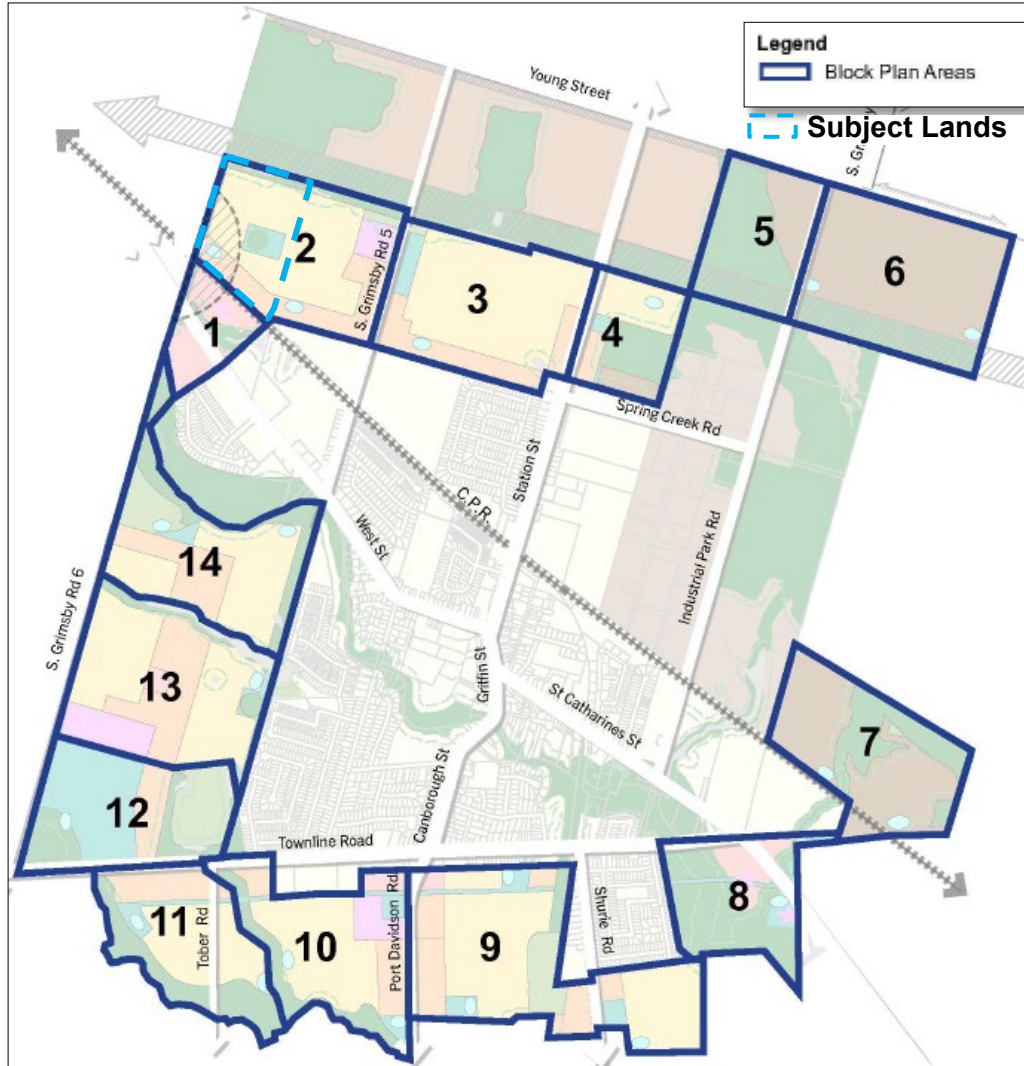 Legend
Block Plan Areas
Subject Lands
Young Street
S. Grimsby Rd 5
2
5
6
3
4
1
Spring Creek Rd
Station St
C.P.R.
West St
Industrial Park Rd
14
S. Grimsby Rd 6
13
Griffin St
St Catharines St
7
12
Canborough St
Townline Road
8
11
Tober Rd
10
Port Davidson Rd
9
Shurie Rd